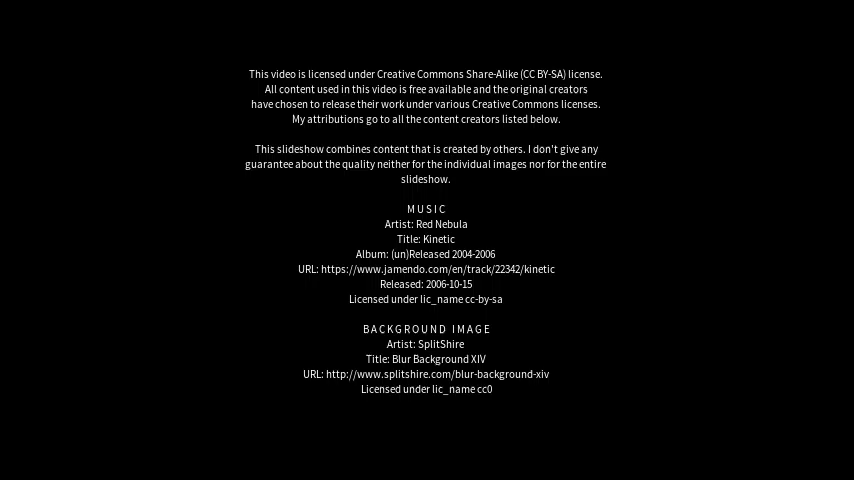 This video is licensed under Creative Commons Share-Alike (CC BY-SA) license.
All content used in this video is free available and the original creators
have chosen to release their work under various Creative Commons licenses.
My attributions go to all the content creators listed below.
This slideshow combines content that is created by others. I don't give any
guarantee about the quality neither for the individual images nor for the entire
slideshow.
MUSIC
Artist: Red Nebula
Title: Kinetic
Album: (un)Released 2004-2006
URL: https://www.jamendo.com/en/track/22342/kinetic
Released: 2006-10-15
Licensed under lic_name cc-by-sa
BACKGROUND IMAGE
Artist: SplitShire
Title: Blur Background XIV
URL: http://www.splitshire.com/blur-background-xiv
Licensed under lic_name cc0